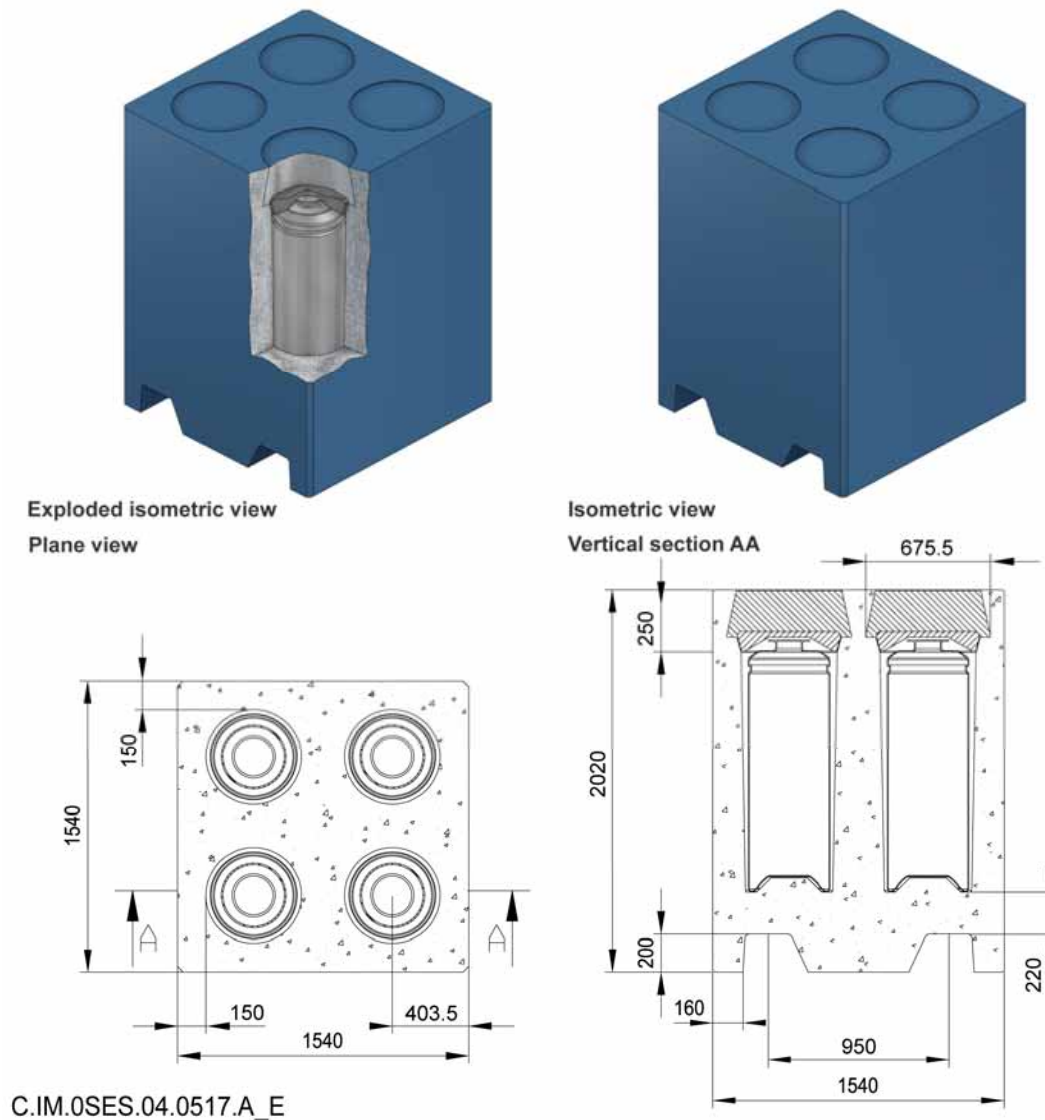 Exploded isometric view
Isometric view
Plane view
Vertical section AA
675.5
250
2020
150
1540
A
A
150
403.5
1540
200
160
220
950
1540
C.IM.0SES.04.0517.A_E